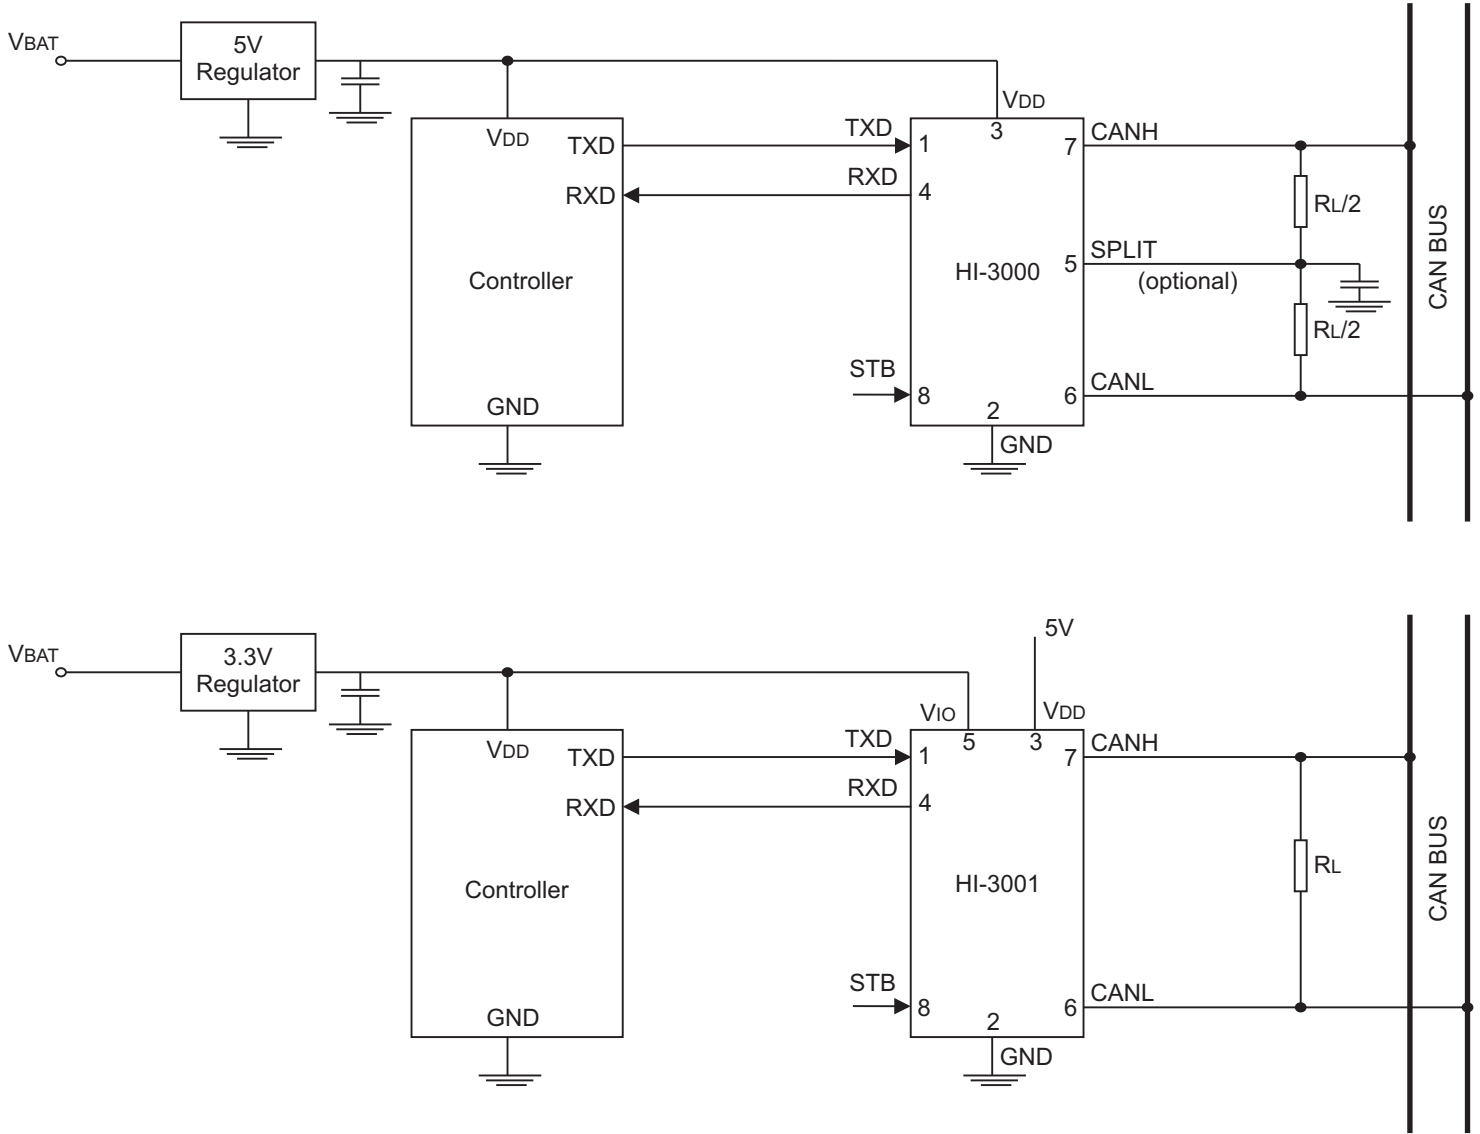 VBAT
5V
Regulator
VDD
VDD
TXD
TXD
1
3
7
CANH
RXD
RXD
4
RL/2
Controller
HI-3000
5
SPLIT
(optional)
CAN BUS
RL/2
STB
8
6
CANL
GND
2
GND
5V
VBAT
3.3V
Regulator
VIO
VDD
VDD
TXD
TXD
1
5
3
7
CANH
RXD
RXD
4
Controller
HI-3001
RL
CAN BUS
STB
8
6
CANL
GND
2
GND